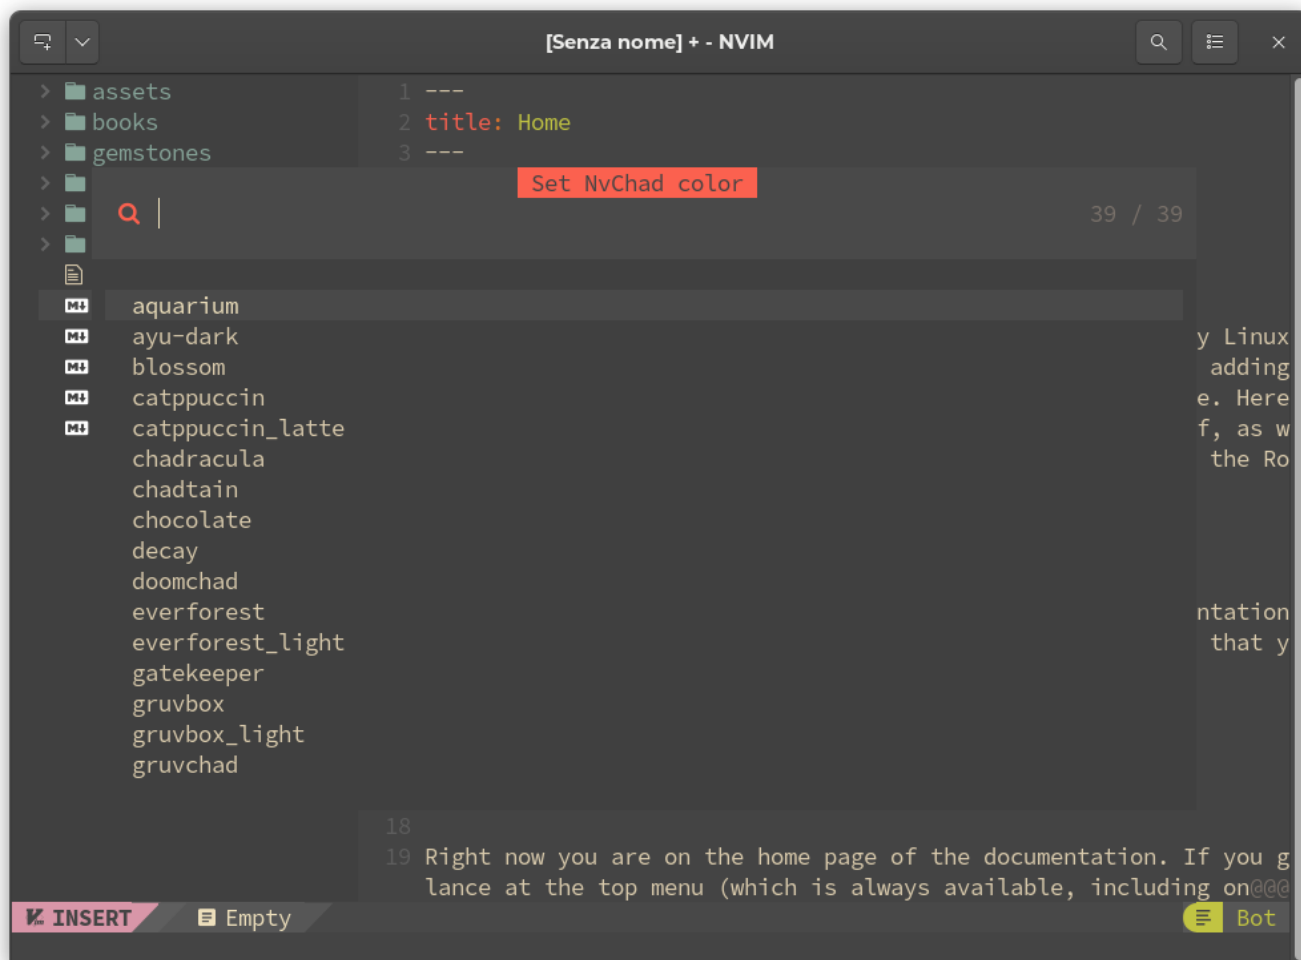 [Senza nome] + - NVIM
assets
books
gemstones
1 ---
2 title: Home
3 ---
Set NvChad color
39 / 39
aquarium
ayu-dark
blossom
catppuccin
catppuccin_latte
chadracula
chadtain
chocolate
decay
doomchad
everforest
everforest_light
gatekeeper
gruvbox
gruvbox_light
gruvchad
y Linux
adding
e. Here
f, as w
the Ro
ntation
that y
18
19 Right now you are on the home page of the documentation. If you g
lance at the top menu (which is always available, including on@@@
INSERT Empty Bot